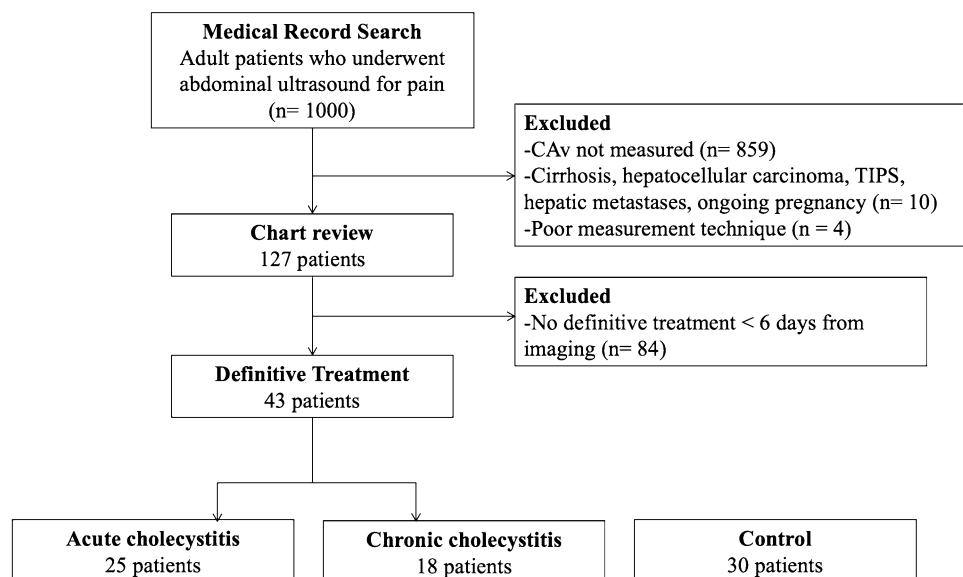 Medical Record Search
Adult patients who underwent
abdominal ultrasound for pain
(n= 1000)
Excluded
-CAv not measured (n= 859)
-Cirrhosis, hepatocellular carcinoma, TIPS,
hepatic metastases, ongoing pregnancy (n= 10)
-Poor measurement technique (n = 4)
Chart review
127 patients
Excluded
-No definitive treatment < 6 days from
imaging (n= 84)
Definitive Treatment
43 patients
Acute cholecystitis
25 patients
Chronic cholecystitis
18 patients
Control
30 patients